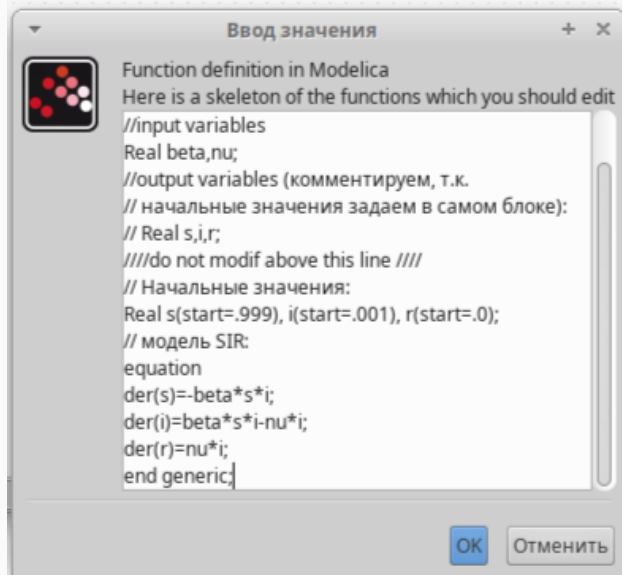 Ввод значения
Function definition in Modelica
Here is a skeleton of the functions which you should edit
//input variables
Real beta,nu;
//output variables (комментируем, т.к.
// начальные значения задаем в самом блоке):
// Real s,i,r;
////do not modif above this line ////
// Начальные значения:
Real s(start=.999), i(start=.001), r(start=.0);
// модель SIR:
equation
der(s)=-beta*s*i;
der(i)=beta*s*i-nu*i;
der(r)=nu*i;
end generic;
OK Отменить